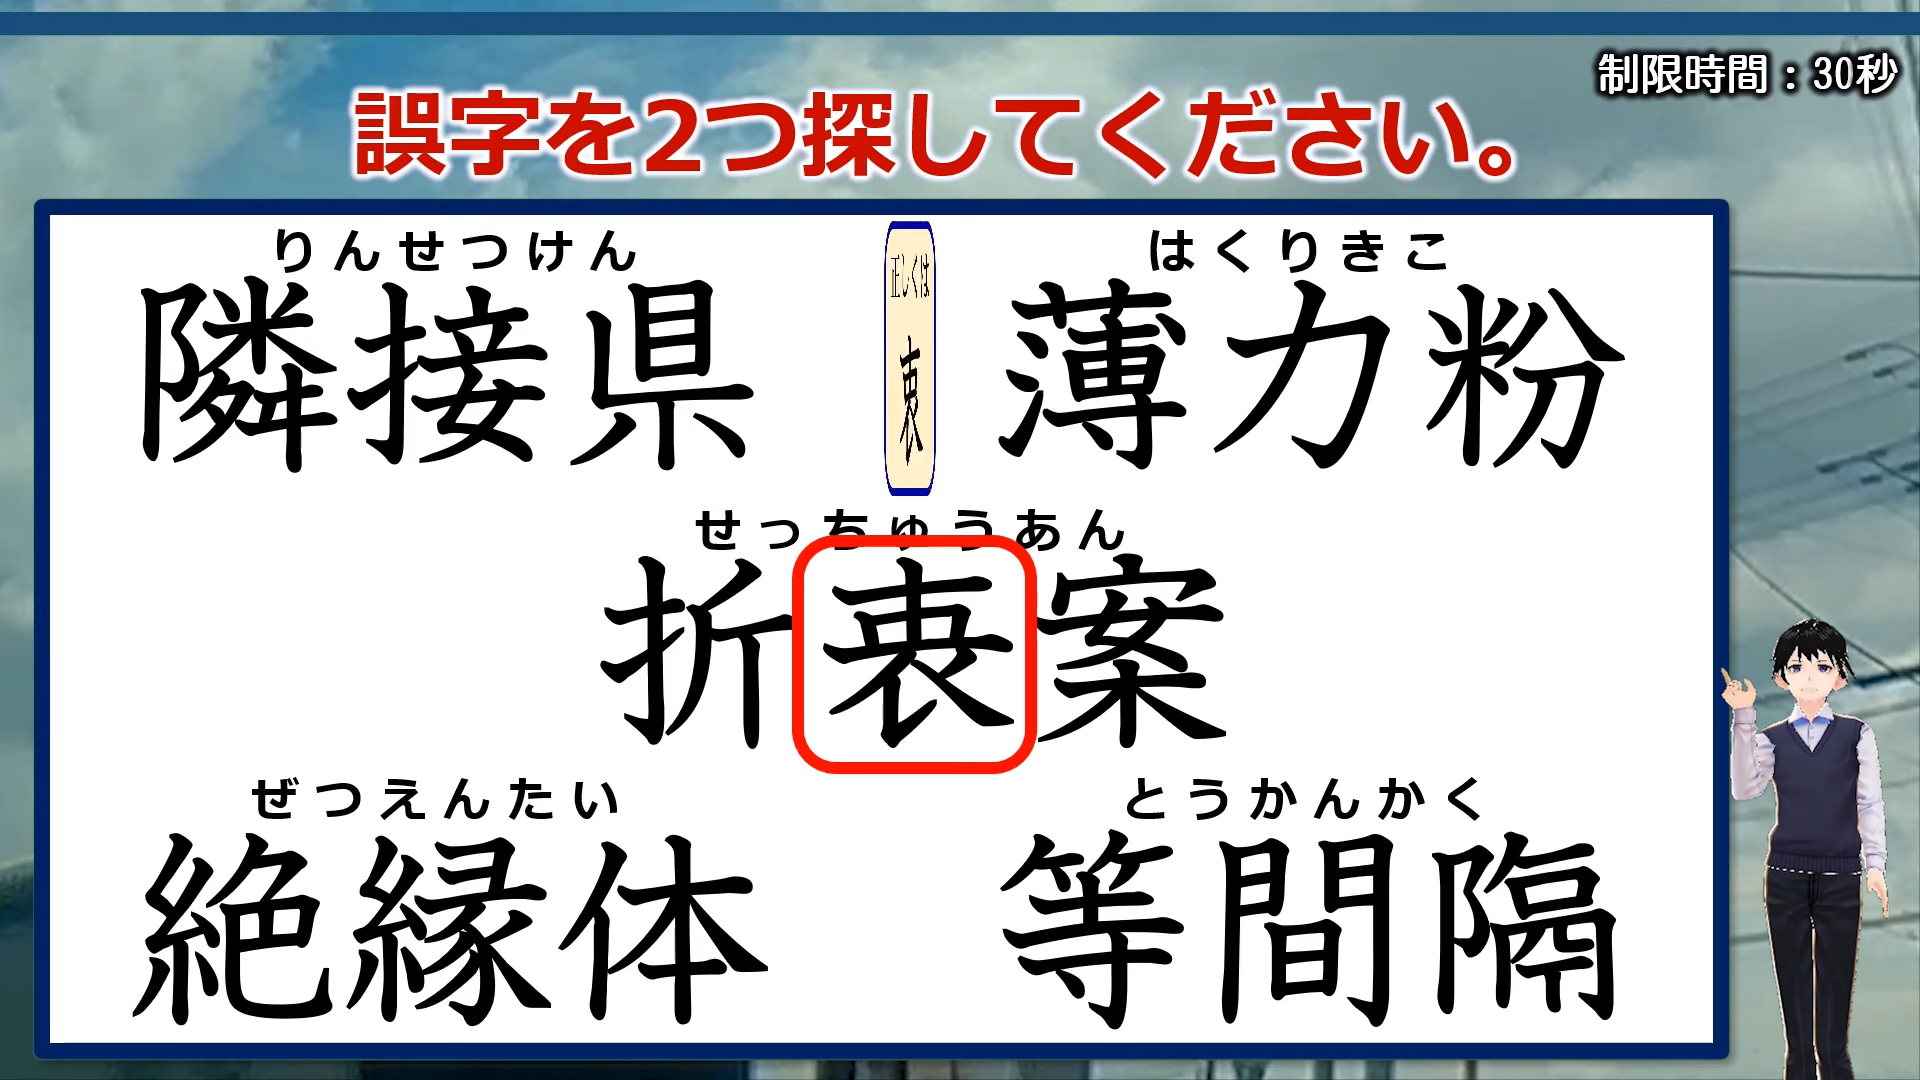 制限時間：30秒
誤字を2つ探してください。
りんせつけん
隣接県
正しくは
衷
はくりきこ
薄力粉
せっちゅうあん
折衷案
ぜつえんたい
絶縁体
とうかんかく
等間隔